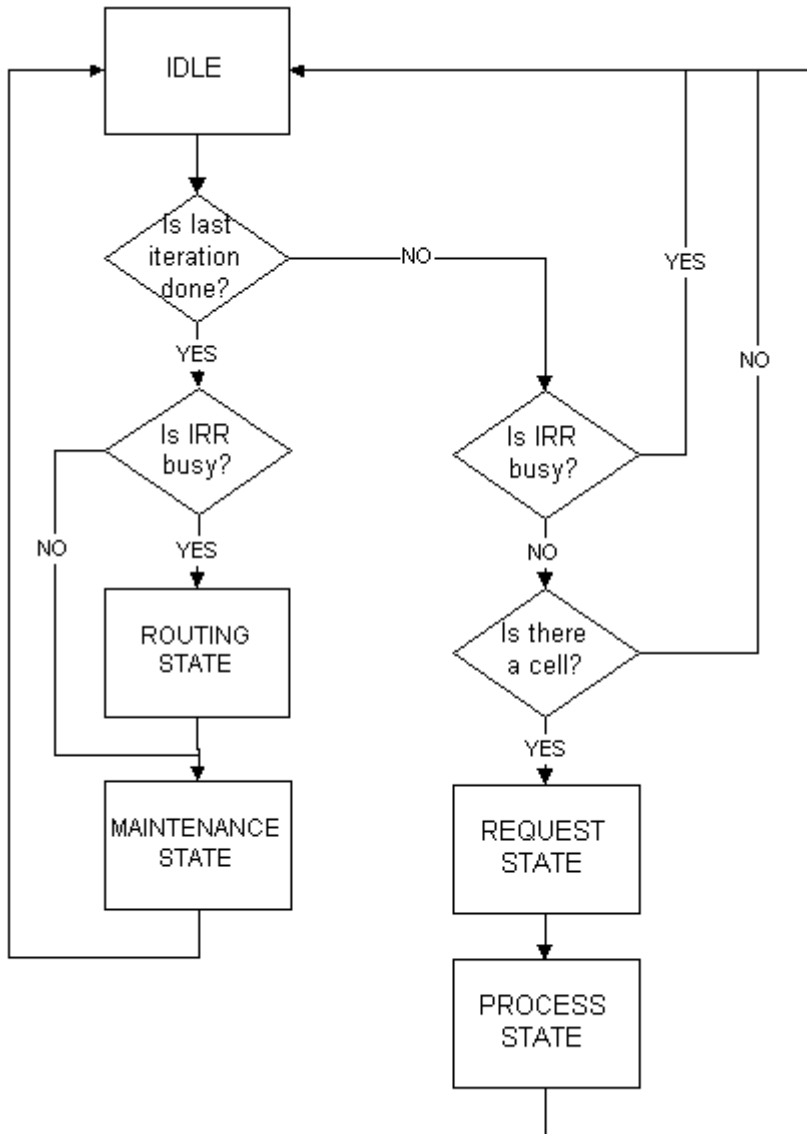 IDLE
Is last
iteration
done?
NO
YES
YES
NO
Is IRR
busy?
Is IRR
busy?
NO
YES
NO
ROUTING
STATE
Is there
a cell?
YES
MAINTENANCE
STATE
REQUEST
STATE
PROCESS
STATE